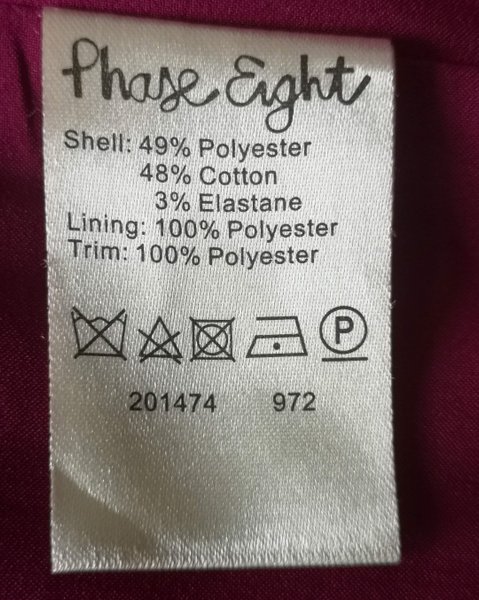 Phase Eight
Shell: 49% Polyester
48% Cotton
3% Elastane
Lining: 100% Polyester
Trim: 100% Polyester
P
201474 972